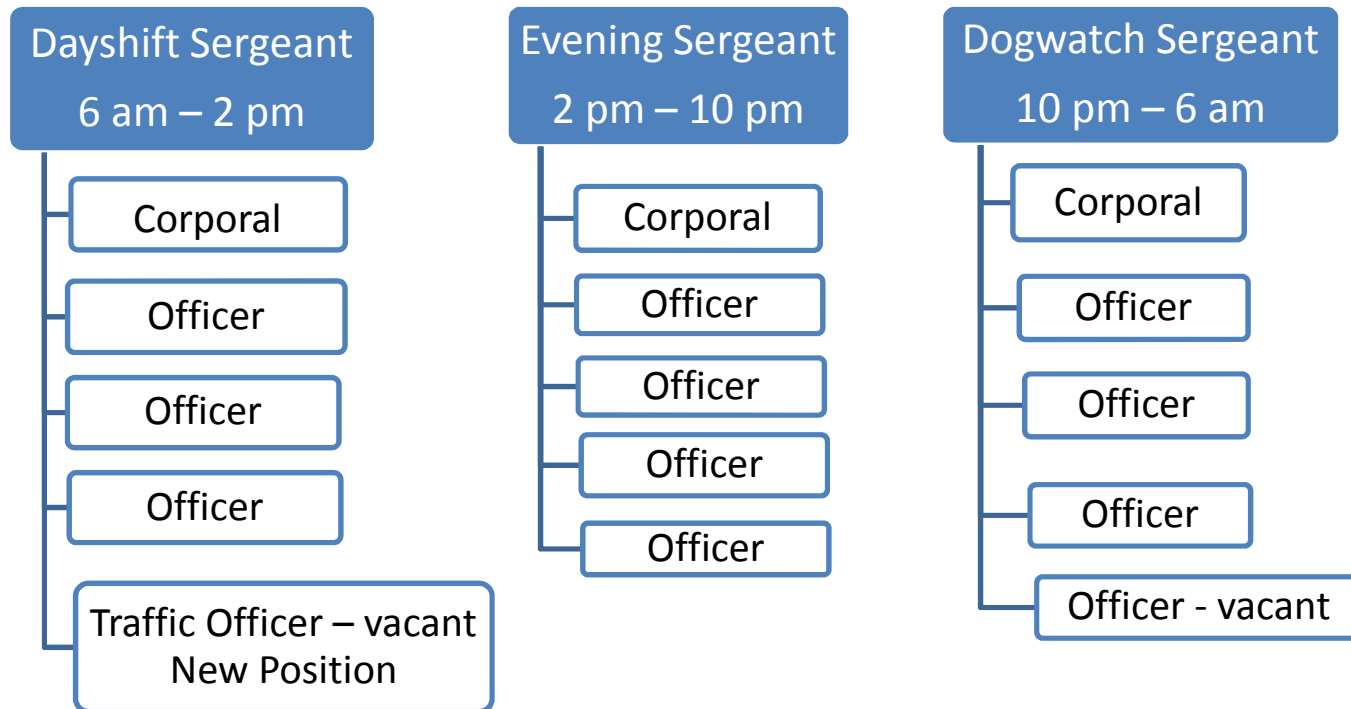 Dayshift Sergeant
6 am – 2 pm
Corporal
Officer
Officer
Officer
Traffic Officer – vacant
New Position
Evening Sergeant
2 pm – 10 pm
Corporal
Officer
Officer
Officer
Officer
Dogwatch Sergeant
10 pm – 6 am
Corporal
Officer
Officer
Officer
Officer - vacant